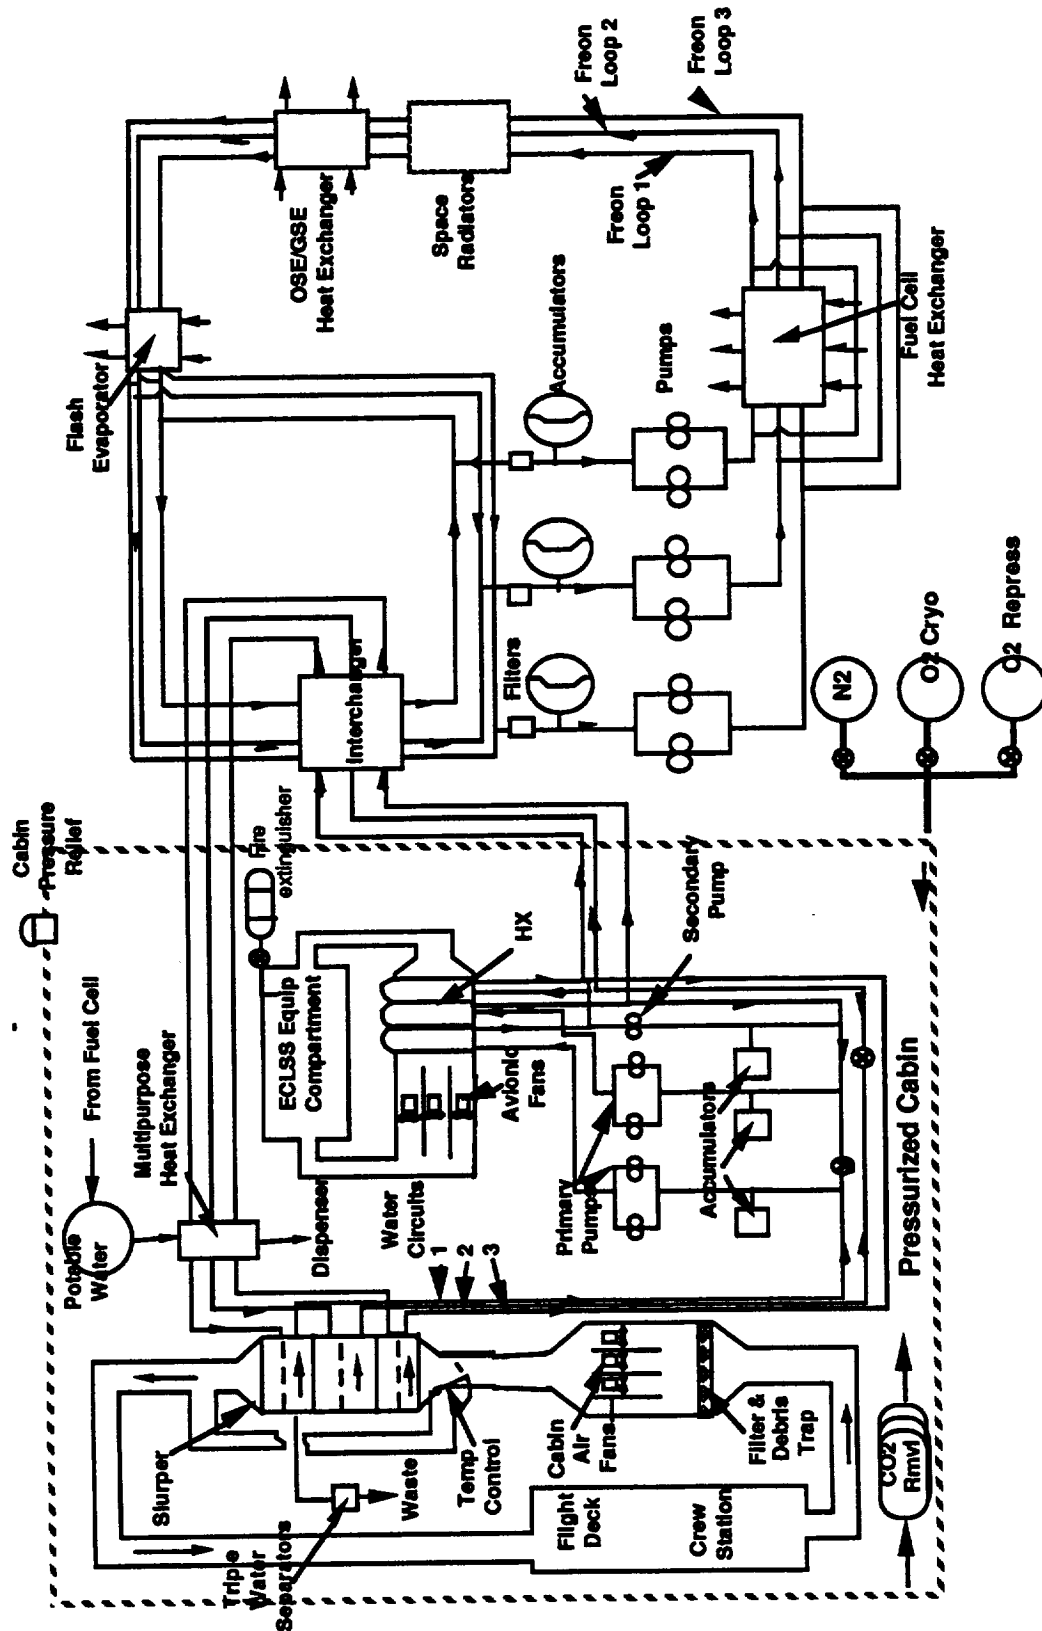 Cabin
Pressure
Relief
From Fuel Cell
Potable
Water
Multipurpose
Heat Exchanger
Dispenser
Fire
extinguisher
ECLSS Equip
Compartment
HX
Avionic
Fans
Water
Circuits
1
2
3
Primary
Pumps
Secondary
Pump
Accumulators
Pressurized Cabin
Slurper
Triple
Water
Separators
Waste
Temp
Control
Cabin
Air
Fans
Filter &
Debris
Trap
Flight
Deck
Crew
Station
CO2
Rmvl
Flash
Evaporator
OSE/GSE
Heat Exchanger
Space
Radiators
Freon
Loop 1
Freon
Loop 2
Freon
Loop 3
Interchanger
Filters
Accumulators
Pumps
Fuel Cell
Heat Exchanger
N2
O2 Cryo
O2 Repress